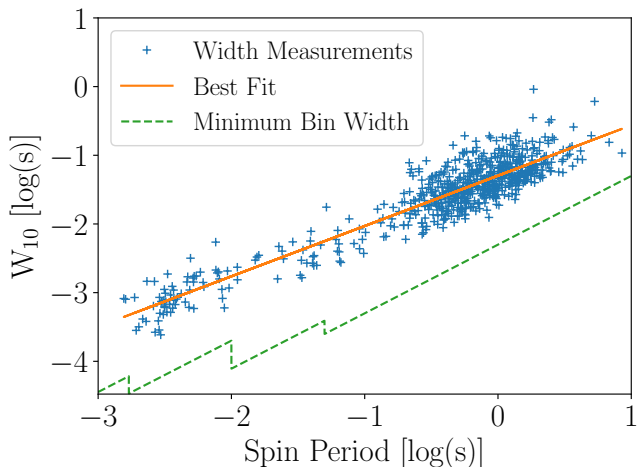 1
0
−1
−2
−3
−4
W10 [log(s)]
Width Measurements
Best Fit
Minimum Bin Width
−3 −2 −1 0 1
Spin Period [log(s)]